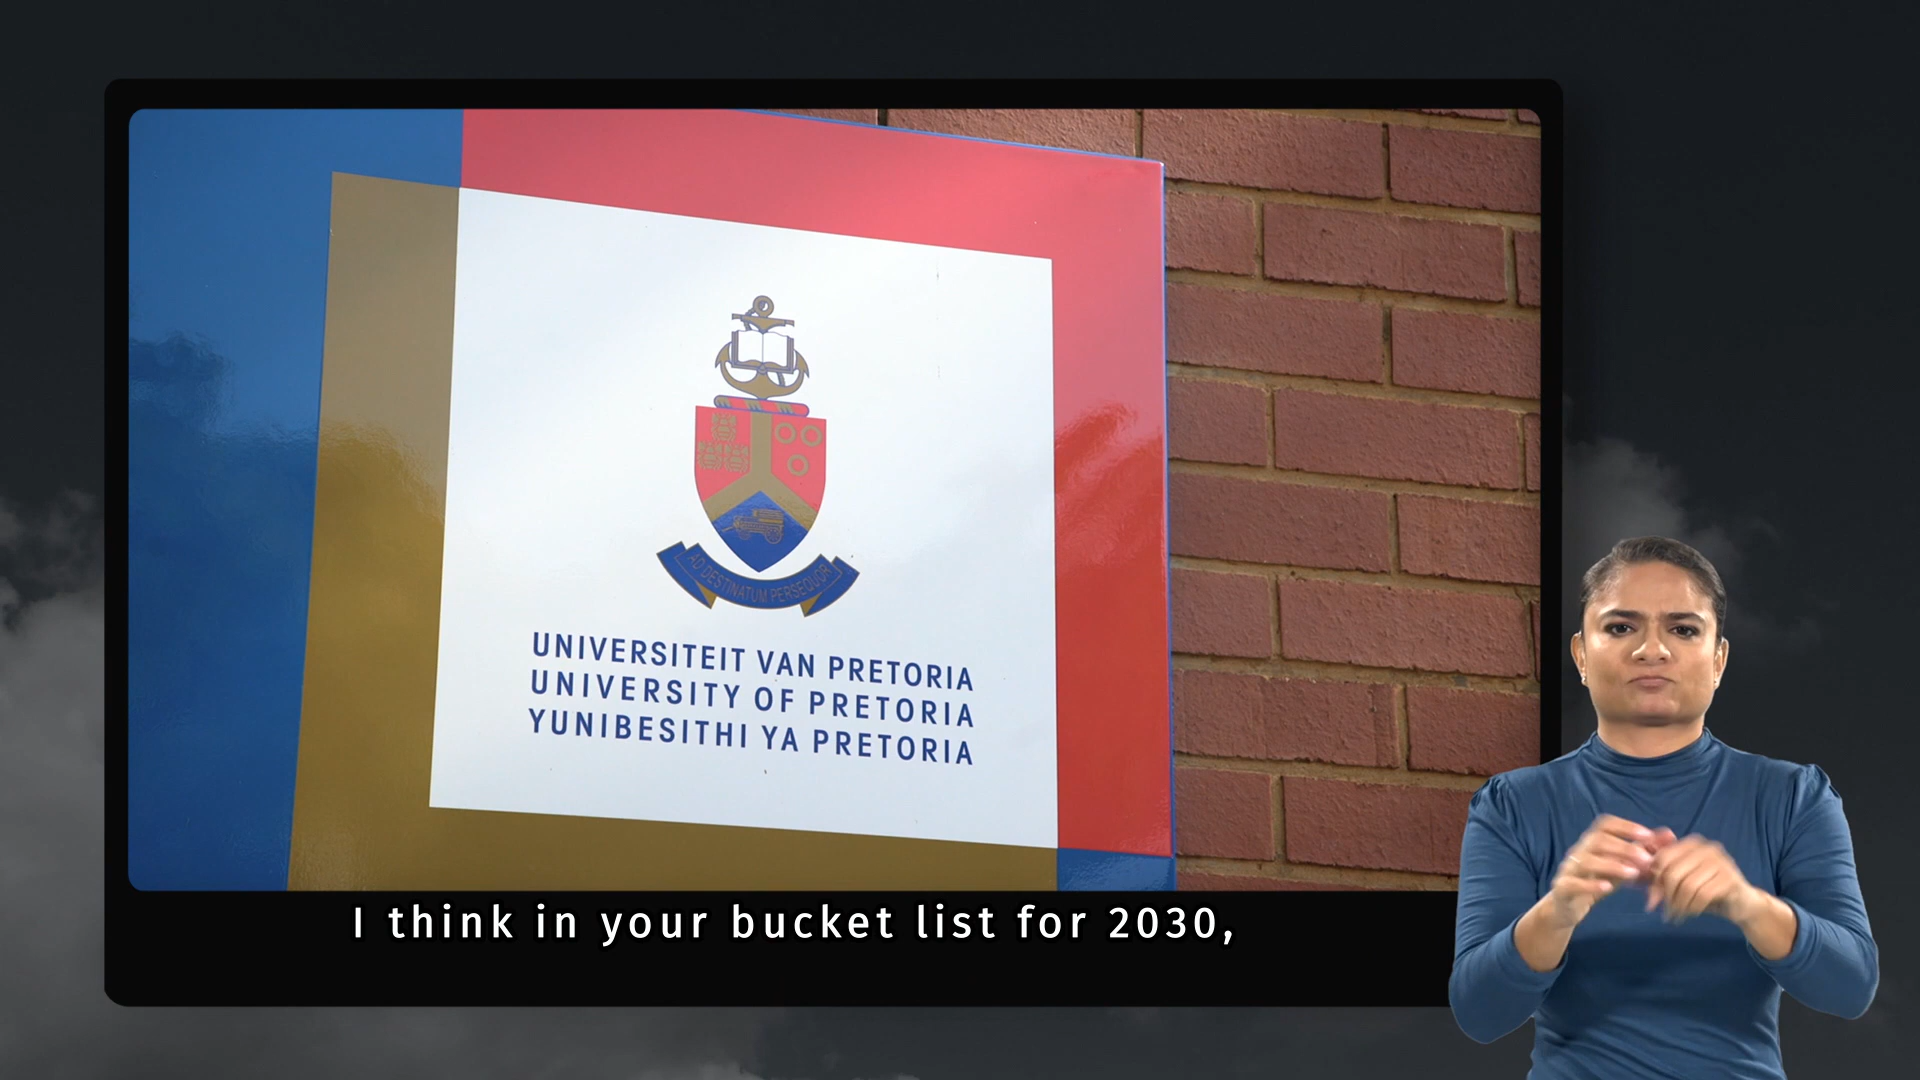 AD DESTINATUM PERSEQUOR
UNIVERSITEIT VAN PRETORIA
UNIVERSITY OF PRETORIA
YUNIBESITHI YA PRETORIA
I think in your bucket list for 2030,